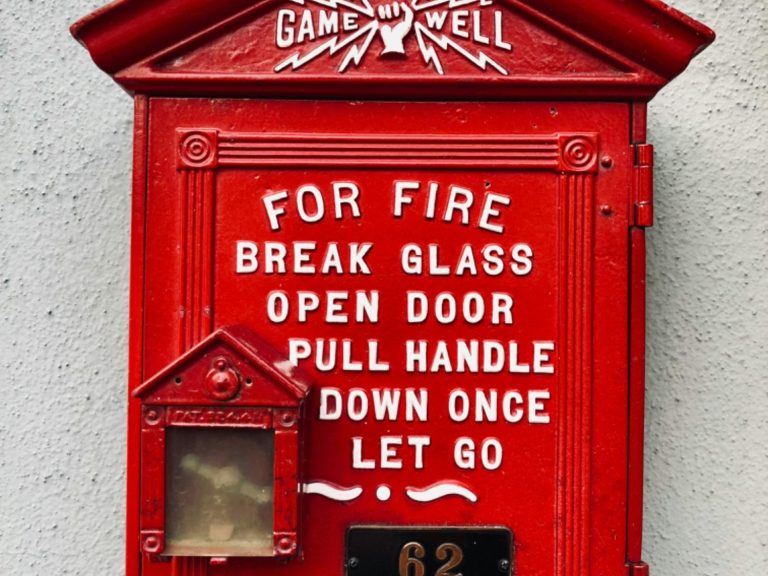 GAME WELL
FOR FIRE
BREAK GLASS
OPEN DOOR
PULL HANDLE
DOWN ONCE
LET GO
62